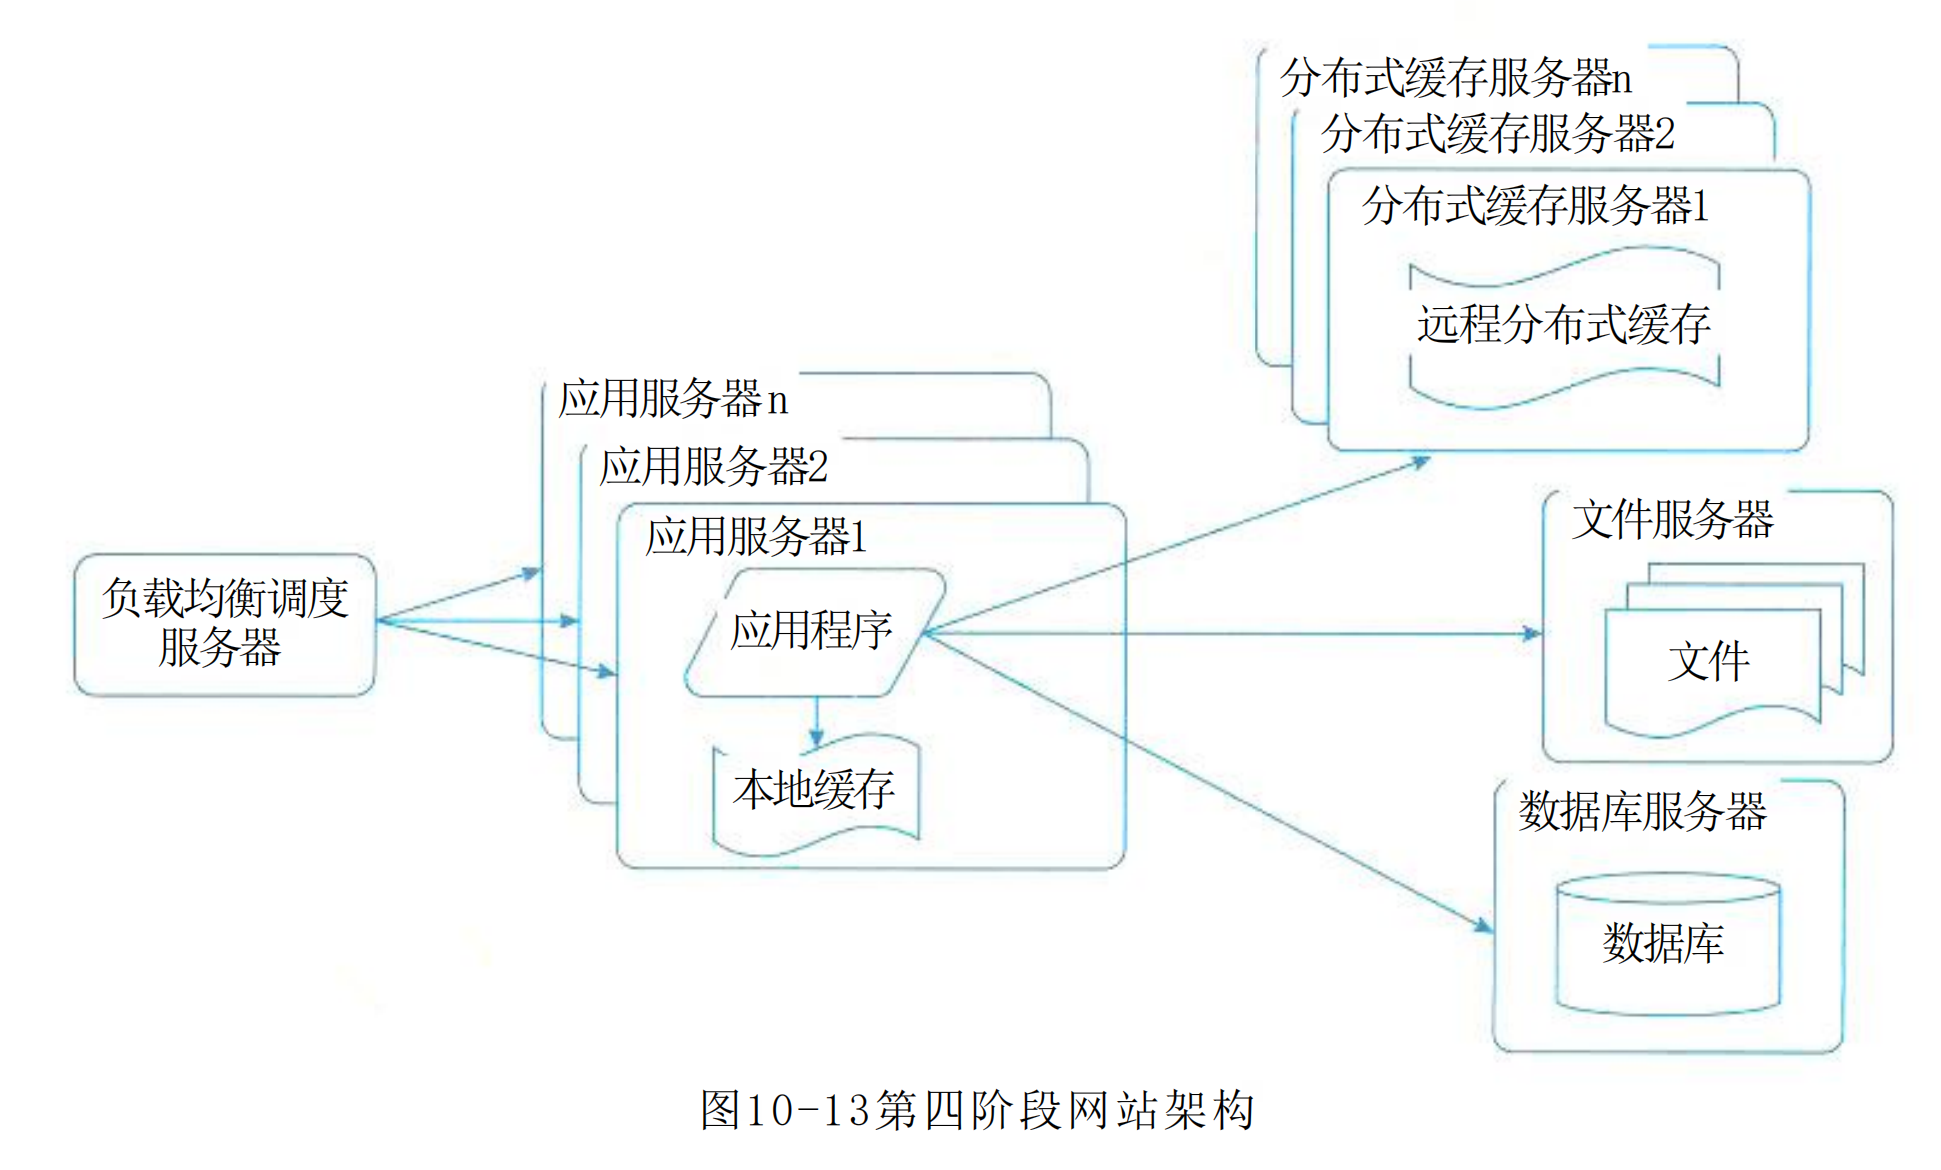 分布式缓存服务器n
分布式缓存服务器2
分布式缓存服务器1
远程分布式缓存
应用服务器n
应用服务器2
应用服务器1
应用程序
本地缓存
负载均衡调度
服务器
文件服务器
文件
数据库服务器
数据库
图10-13第四阶段网站架构